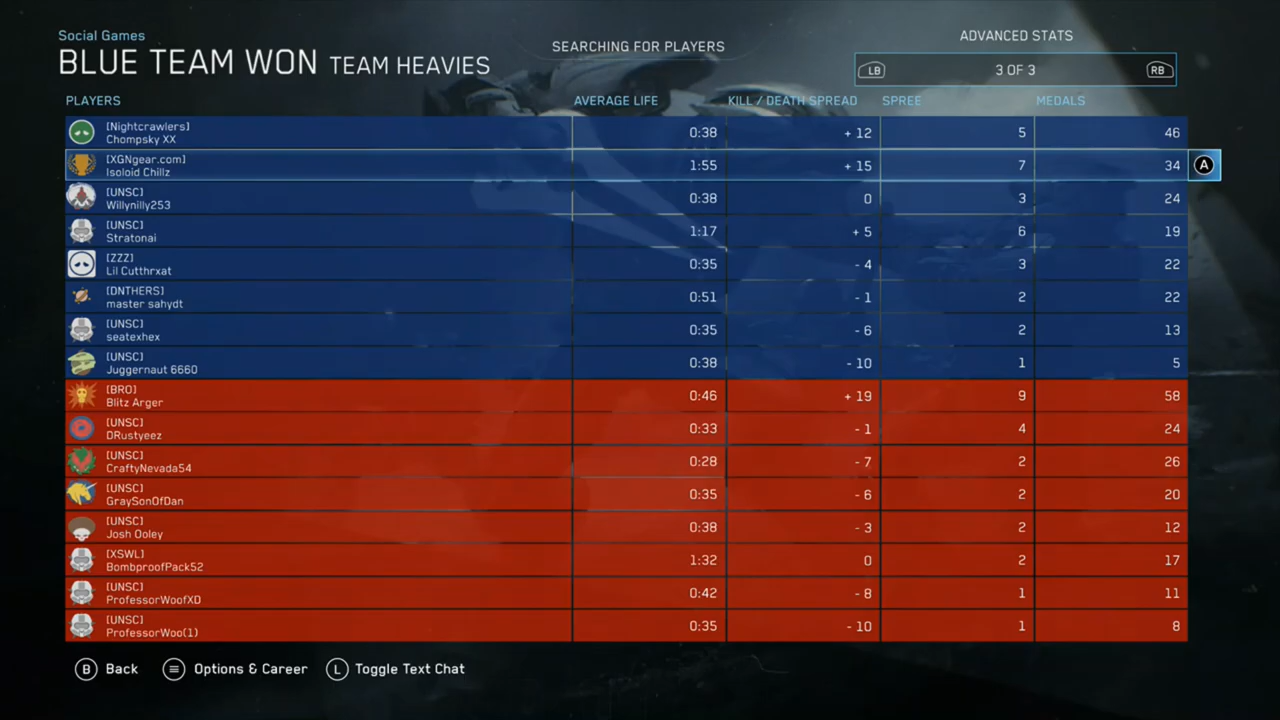 Social Games
BLUE TEAM WON TEAM HEAVIES
SEARCHING FOR PLAYERS
ADVANCED STATS
LB 3 OF 3 RB
PLAYERS AVERAGE LIFE KILL / DEATH SPREAD SPREE MEDALS
[Nightcrawlers]
Chompsky XX 0:38 + 12 5 46
[XGNgear.com]
Isoloid Chillz 1:55 + 15 7 34 A
[UNSC]
Willynilly253 0:38 0 3 24
[UNSC]
Stratonai 1:17 + 5 6 19
[ZZZ]
Lil Cutthrxat 0:35 - 4 3 22
[DNTHERS]
master sahydt 0:51 - 1 2 22
[UNSC]
seatexhex 0:35 - 6 2 13
[UNSC]
Juggernaut 6660 0:38 - 10 1 5
[BRO]
Blitz Arger 0:46 + 19 9 58
[UNSC]
DRustyeez 0:33 - 1 4 24
[UNSC]
CraftyNevada54 0:28 - 7 2 26
[UNSC]
GraySonOfDan 0:35 - 6 2 20
[UNSC]
Josh Ooley 0:38 - 3 2 12
[XSWL]
BombproofPack52 1:32 0 2 17
[UNSC]
ProfessorWoofXD 0:42 - 8 1 11
[UNSC]
ProfessorWoo(1) 0:35 - 10 1 8
B Back Options & Career L Toggle Text Chat